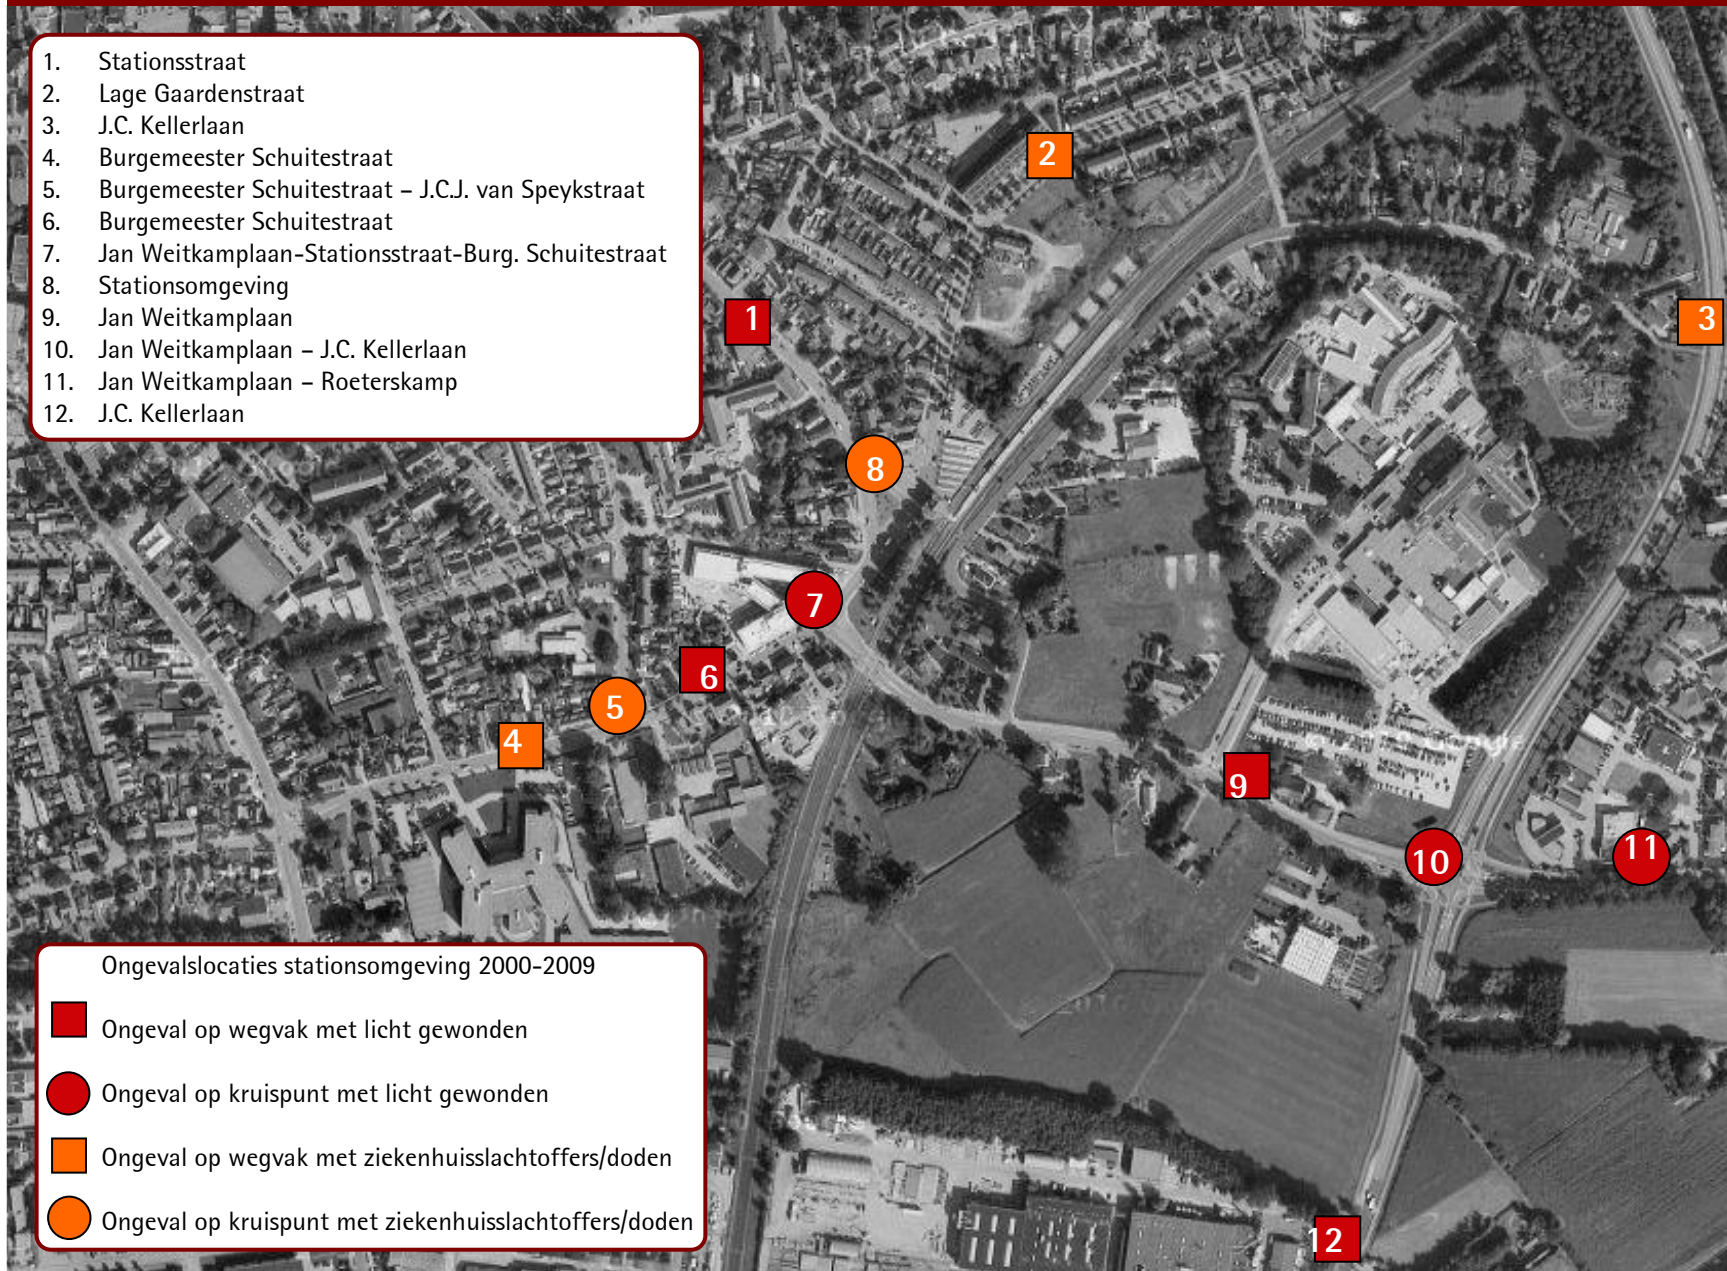 1. Stationsstraat
2. Lage Gaardenstraat
3. J.C. Kellerlaan
4. Burgemeester Schuitestraat
5. Burgemeester Schuitestraat – J.C.J. van Speykstraat
6. Burgemeester Schuitestraat
7. Jan Weitkamplaan-Stationsstraat-Burg. Schuitestraat
8. Stationsomgeving
9. Jan Weitkamplaan
10. Jan Weitkamplaan – J.C. Kellerlaan
11. Jan Weitkamplaan – Roeterskamp
12. J.C. Kellerlaan
2
1
3
8
7
6
5
4
9
10
11
12
Ongevalslocaties stationsomgeving 2000-2009
Ongeval op wegvak met licht gewonden
Ongeval op kruispunt met licht gewonden
Ongeval op wegvak met ziekenhuisslachtoffers/doden
Ongeval op kruispunt met ziekenhuisslachtoffers/doden